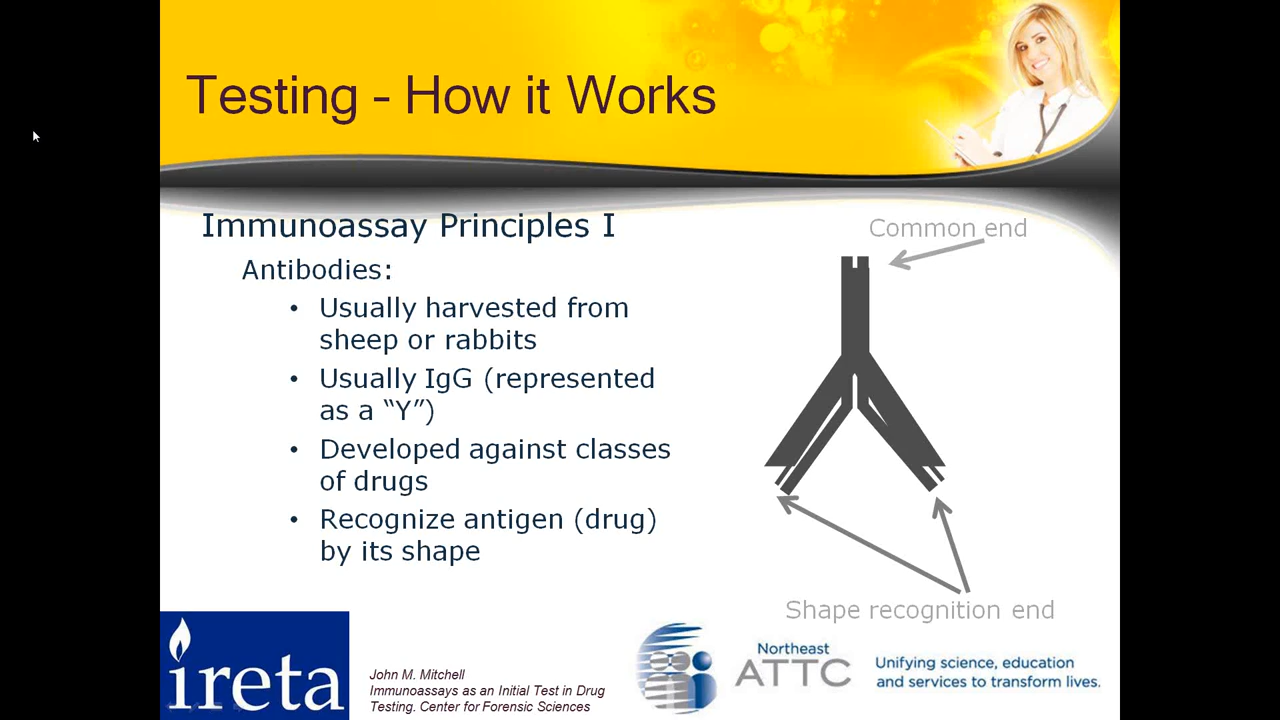 Testing - How it Works
Immunoassay Principles I
Antibodies:
• Usually harvested from
sheep or rabbits
• Usually IgG (represented
as a “Y”)
• Developed against classes
of drugs
• Recognize antigen (drug)
by its shape
Common end
Shape recognition end
ireta
John M. Mitchell
Immunoassays as an Initial Test in Drug
Testing. Center for Forensic Sciences
Northeast
ATTC
Unifying science, education
and services to transform lives.